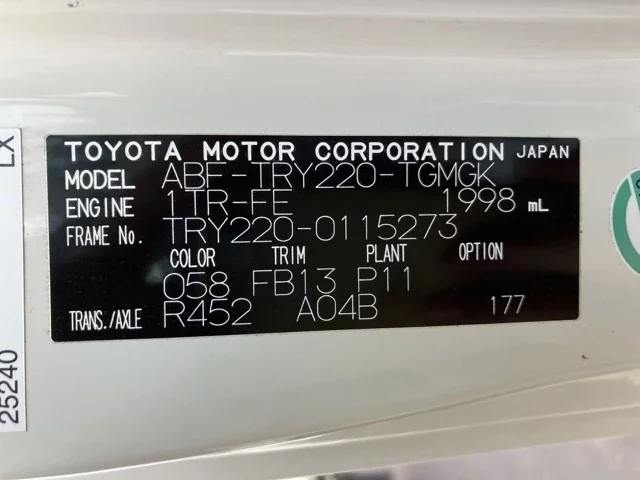 TOYOTA MOTOR CORPORATION JAPAN
MODEL ABF-TRY220-TGMGK
ENGINE 1TR-FE 1998 mL
FRAME No. TRY220-0115273
COLOR TRIM PLANT OPTION
058 FB13 P11
TRANS./AXLE R452 A04B 177
25240
LX